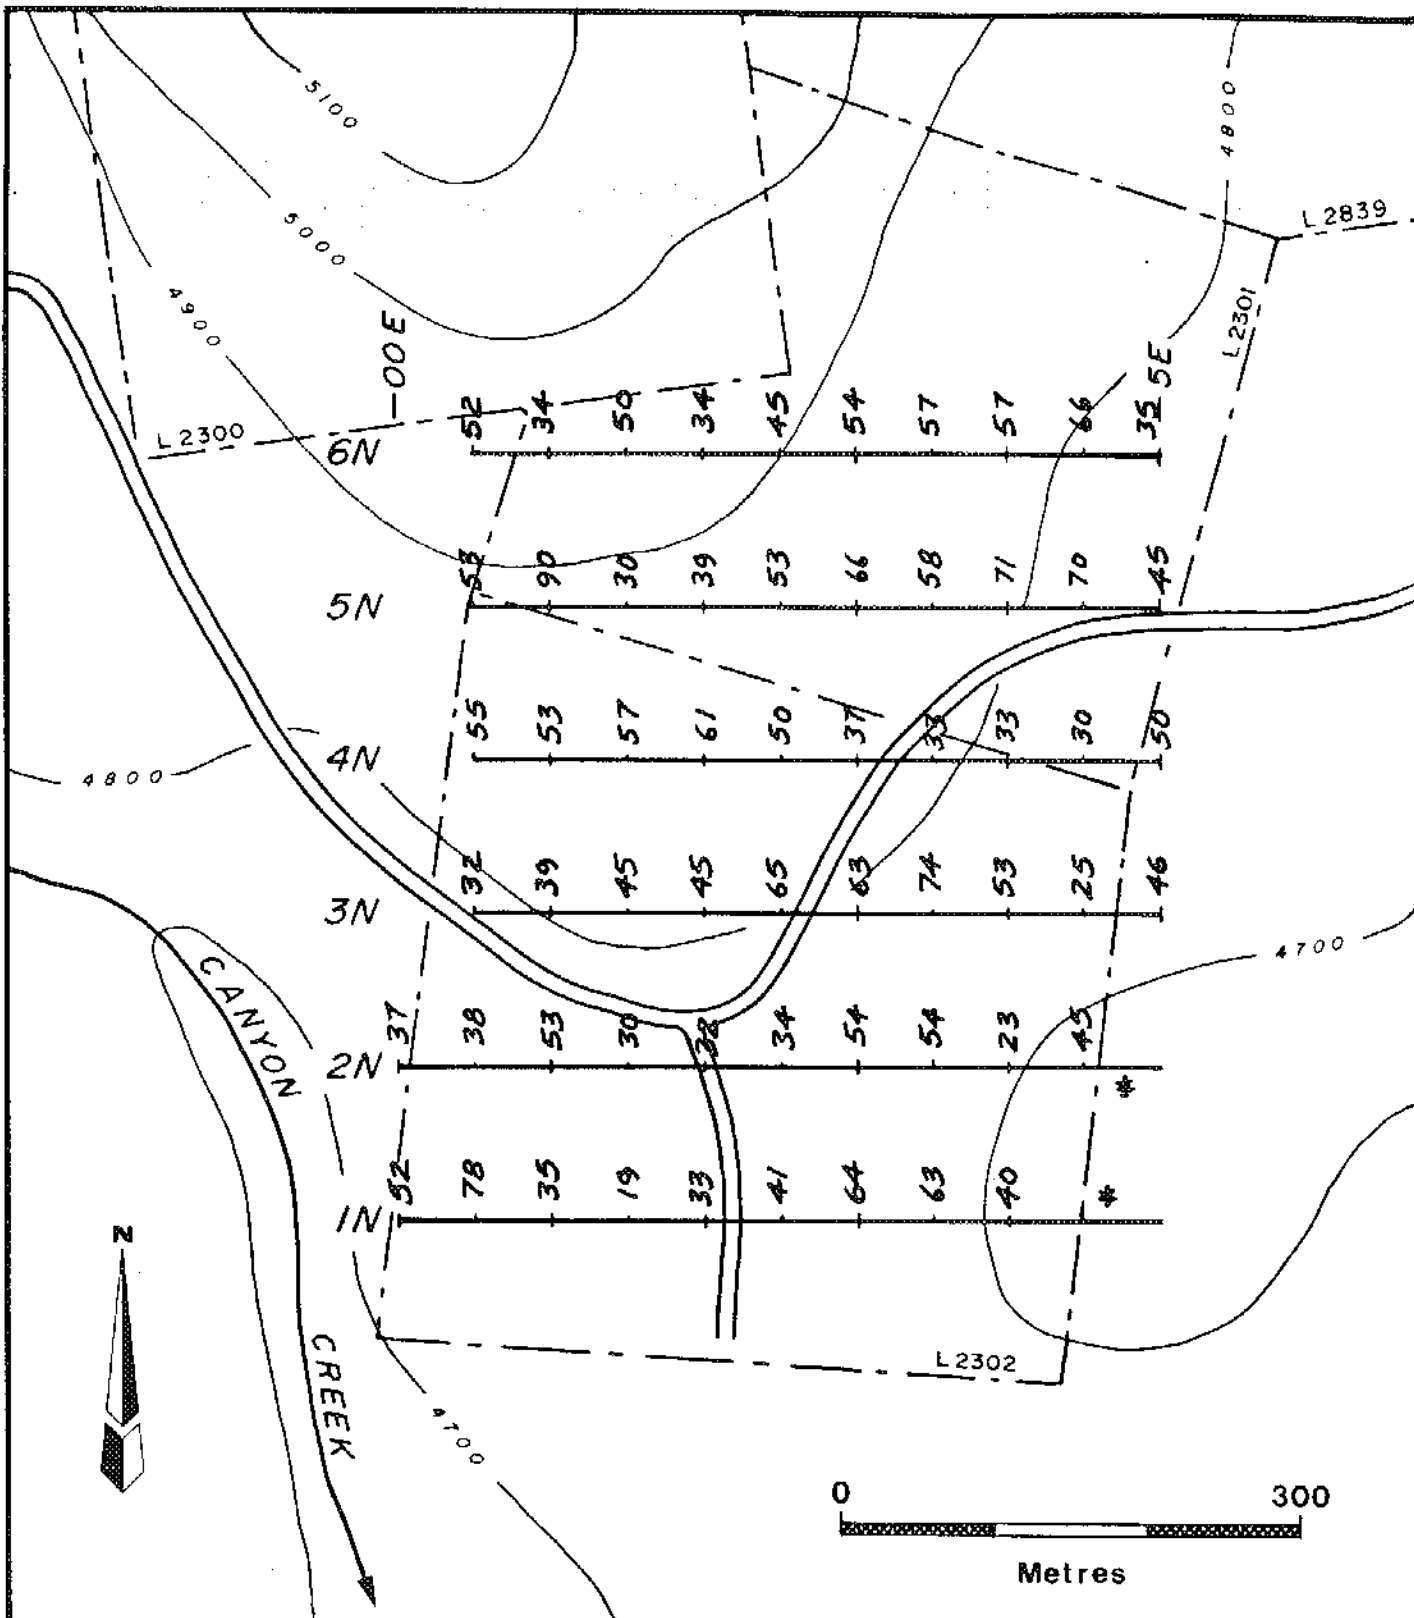 5100
4800
L 2839
5000
4900
L 2301
—00 E
5E
L 2300
6N
52 34 50 34 45 54 57 57 66 35
5N
53 90 30 39 53 66 58 71 70 45
4N
55 53 57 61 50 37 33 33 30 50
4800
3N
32 39 45 45 65 63 74 53 25 46
4700
CANYON
2N
37 38 53 30 38 34 54 54 23 45 *
1N
52 78 35 19 33 41 64 63 40 *
N
CREEK
L 2302
4700
0 300
Metres